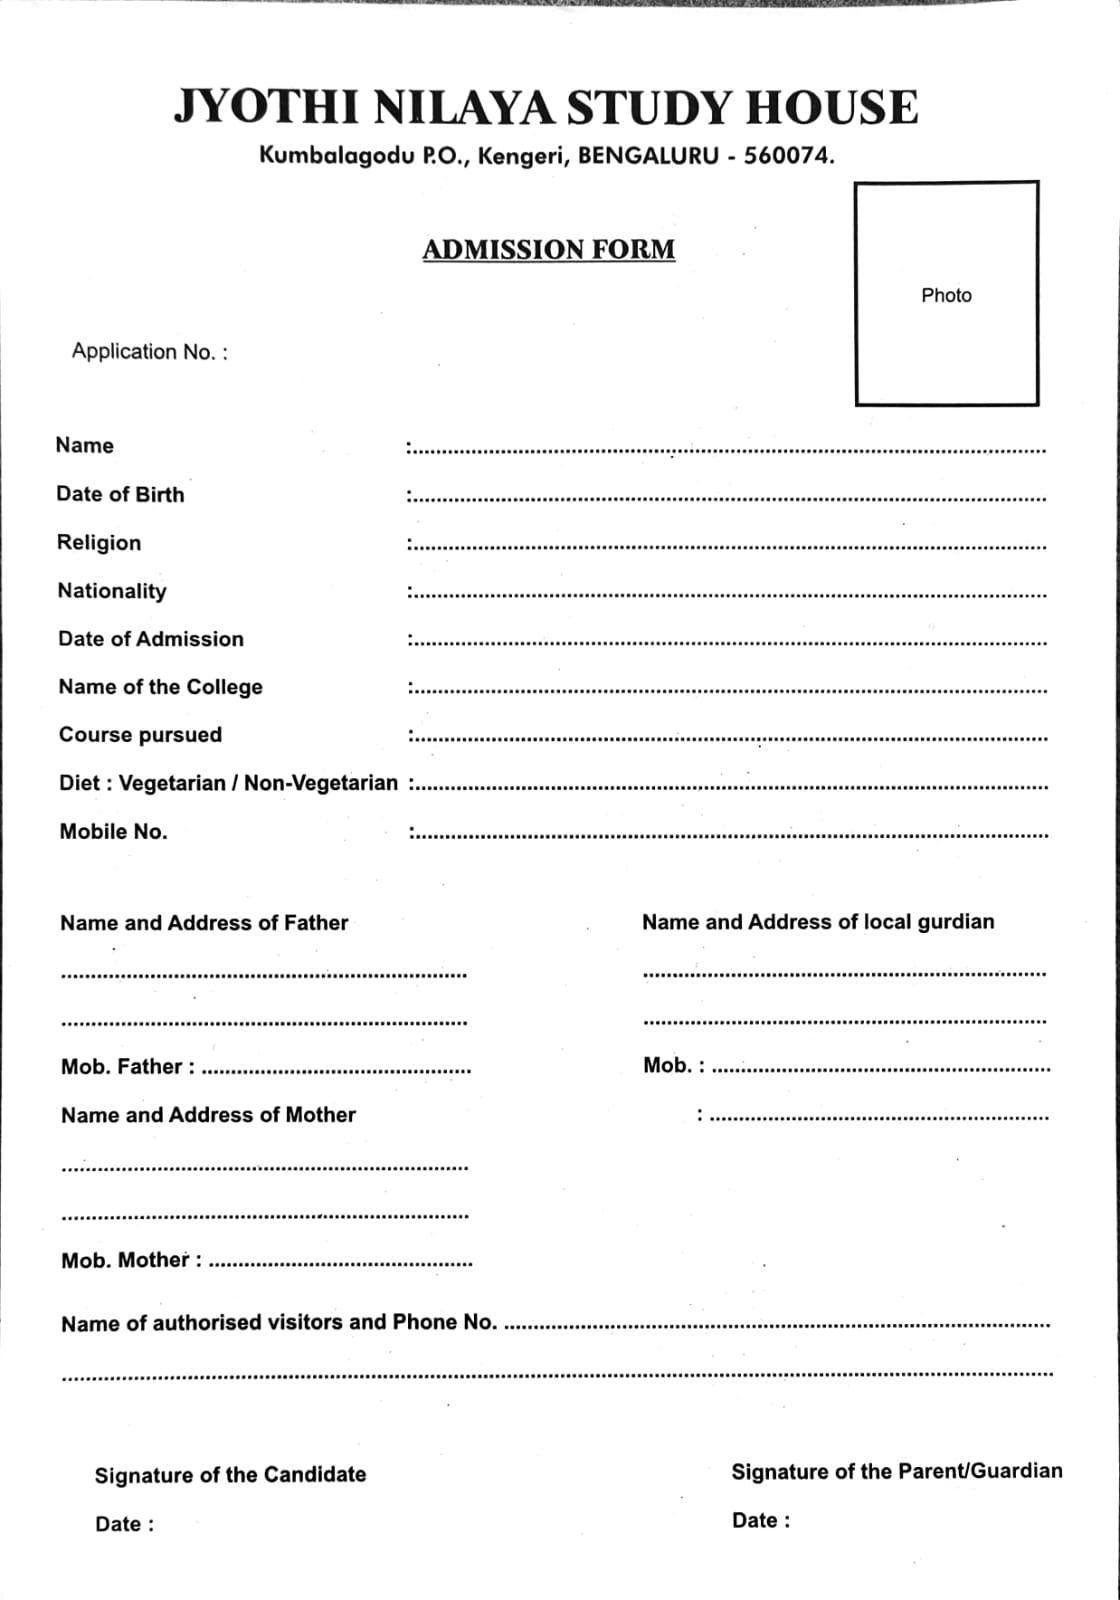 JYOTHI NILAYA STUDY HOUSE
Kumbalagodu P.O., Kengeri, BENGALURU - 560074.
ADMISSION FORM
Photo
Application No. :
Name :
Date of Birth :
Religion :
Nationality :
Date of Admission :
Name of the College :
Course pursued :
Diet : Vegetarian / Non-Vegetarian :
Mobile No. :
Name and Address of Father
Name and Address of local gurdian
Mob. Father :
Mob. :
Name and Address of Mother
:
Mob. Mother :
Name of authorised visitors and Phone No.
Signature of the Candidate
Signature of the Parent/Guardian
Date :
Date :